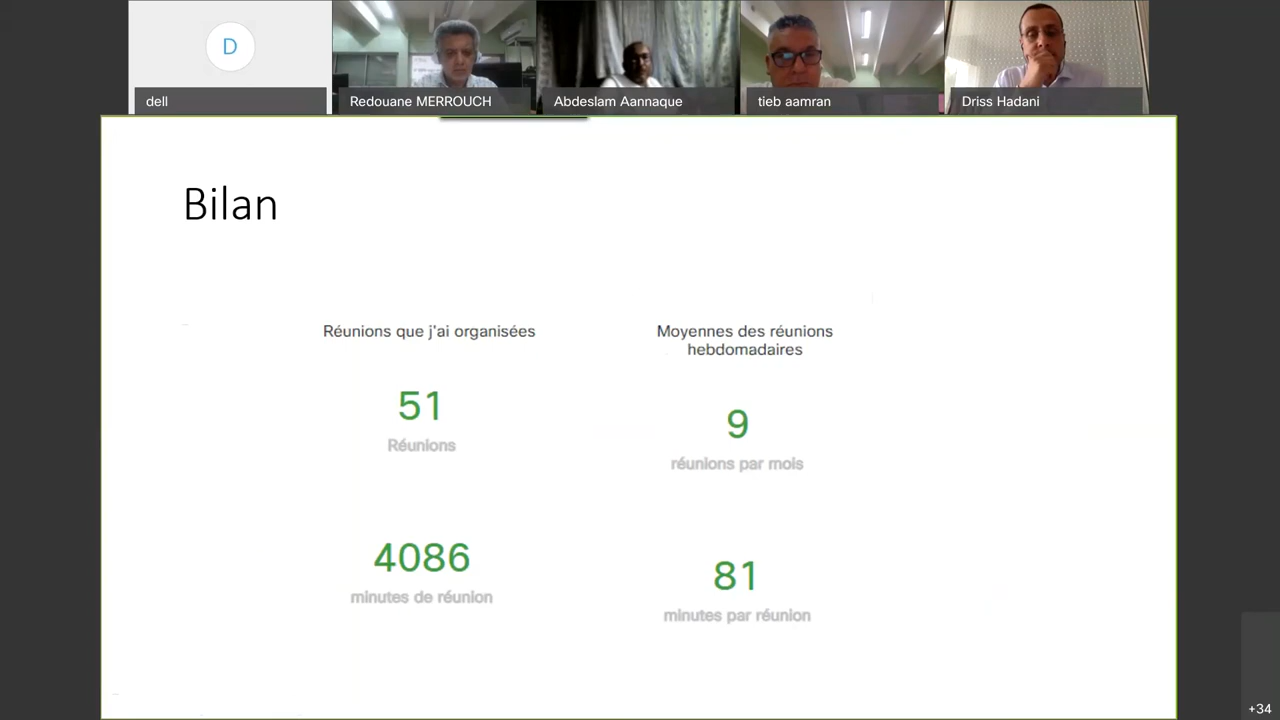 D
dell
Redouane MERROUCH
Abdeslam Aannaque
tieb aamran
Driss Hadani
Bilan
Réunions que j'ai organisées
51
Réunions
4086
minutes de réunion
Moyennes des réunions
hebdomadaires
9
réunions par mois
81
minutes par réunion
+34